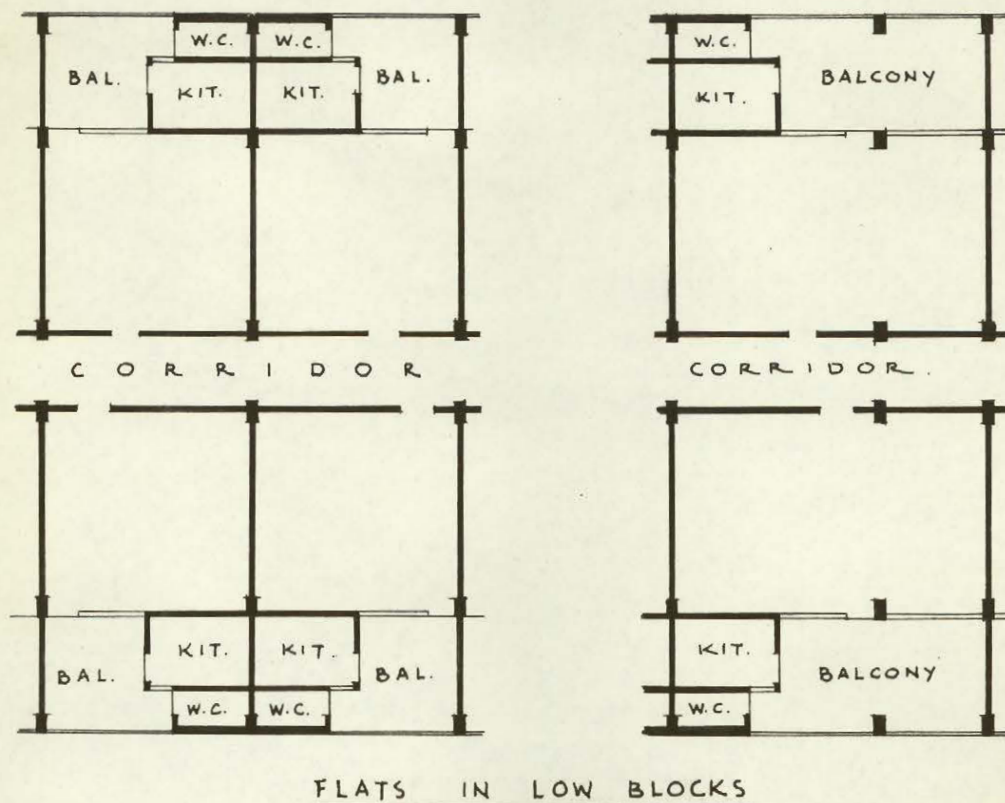 W.C. W.C. W.C.
BAL. BAL. BALCONY
KIT. KIT. KIT.
CORRIDOR CORRIDOR.
KIT. KIT. KIT.
BAL. BAL. BALCONY
W.C. W.C. W.C.
FLATS IN LOW BLOCKS